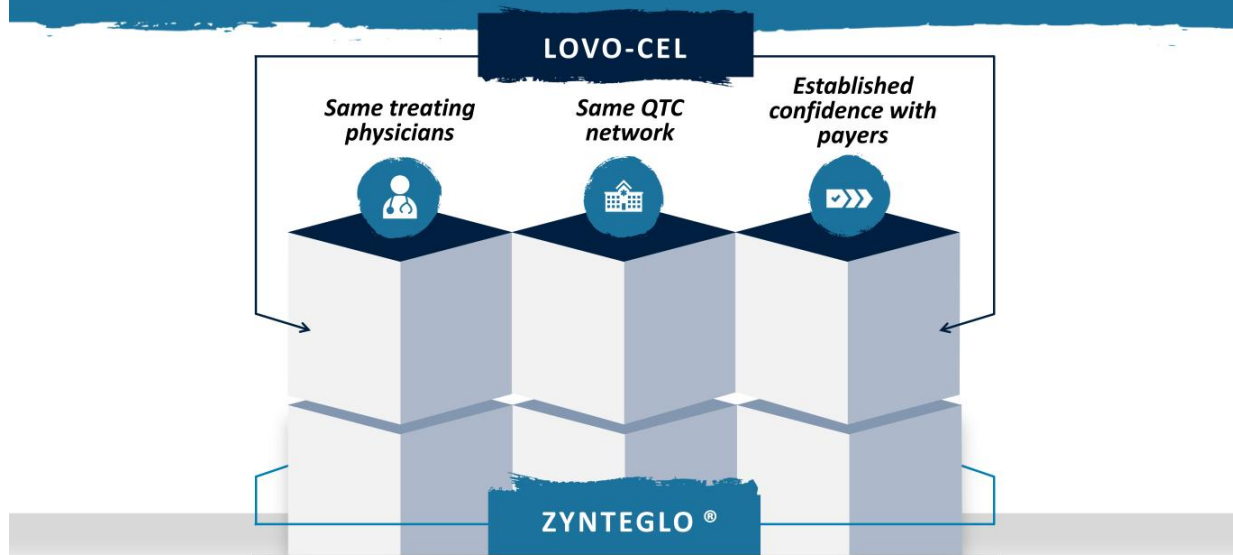 LOVO-CEL
Same treating
physicians
Same QTC
network
Established
confidence with
payers
ZYNTEGLO ®